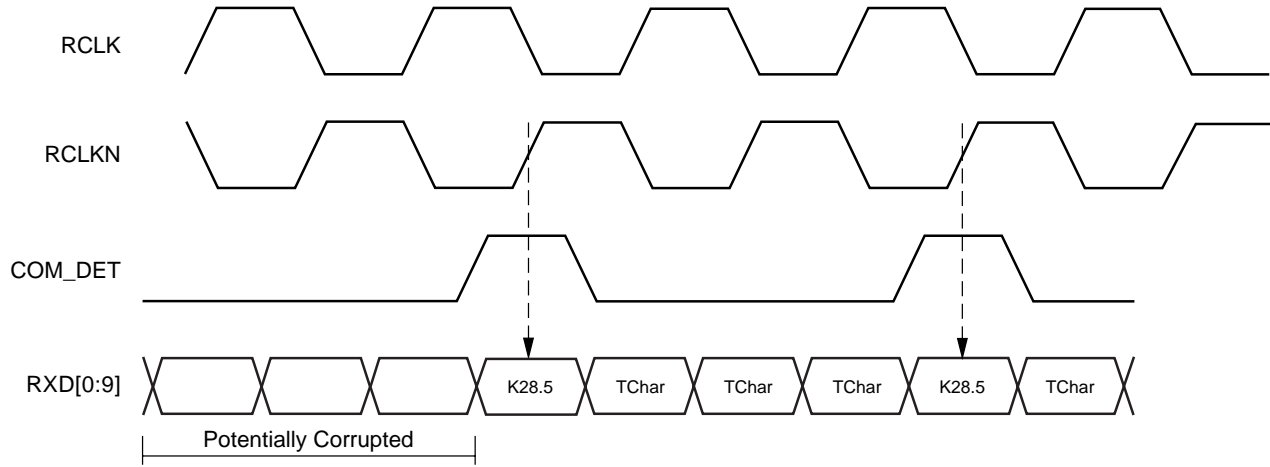 RCLK
RCLKN
COM_DET
RXD[0:9]
K28.5
TChar
TChar
TChar
K28.5
TChar
Potentially Corrupted